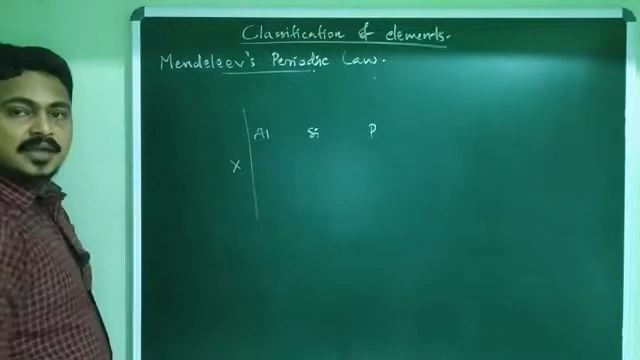 Classification of elements.
Mendeleev's Periodic Law.
Al Si P
X